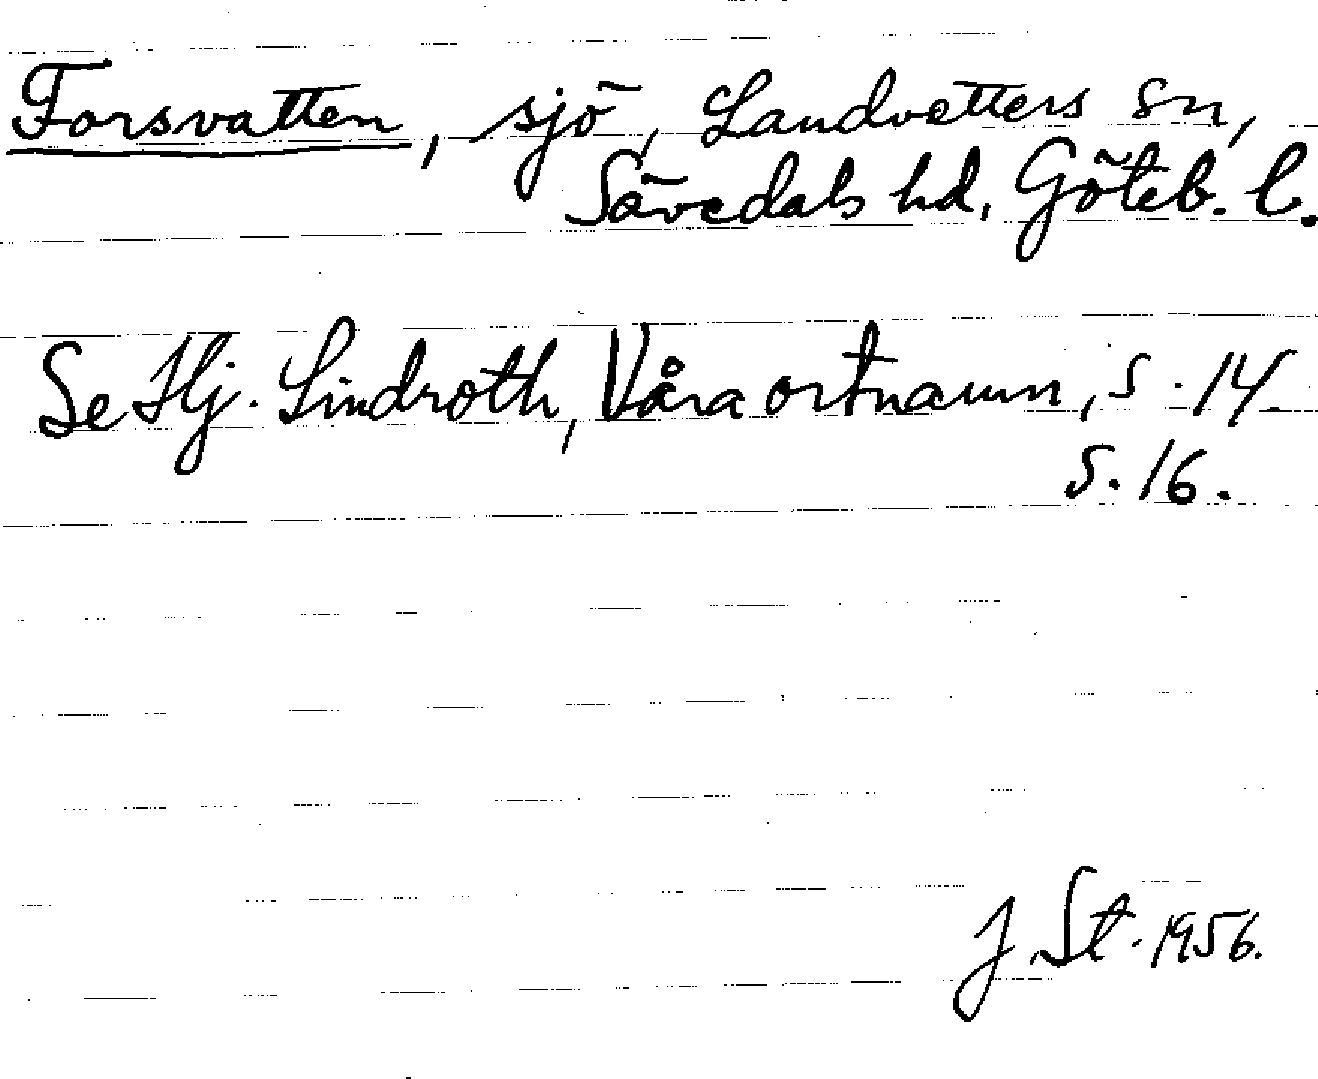 Forsvatten, sjö, Landvetters sn,
Sävedals hd, Göteb. l.
Se Hj. Lindroth, Våra ortnamn, s. 14
s. 16.
J St. 1956.